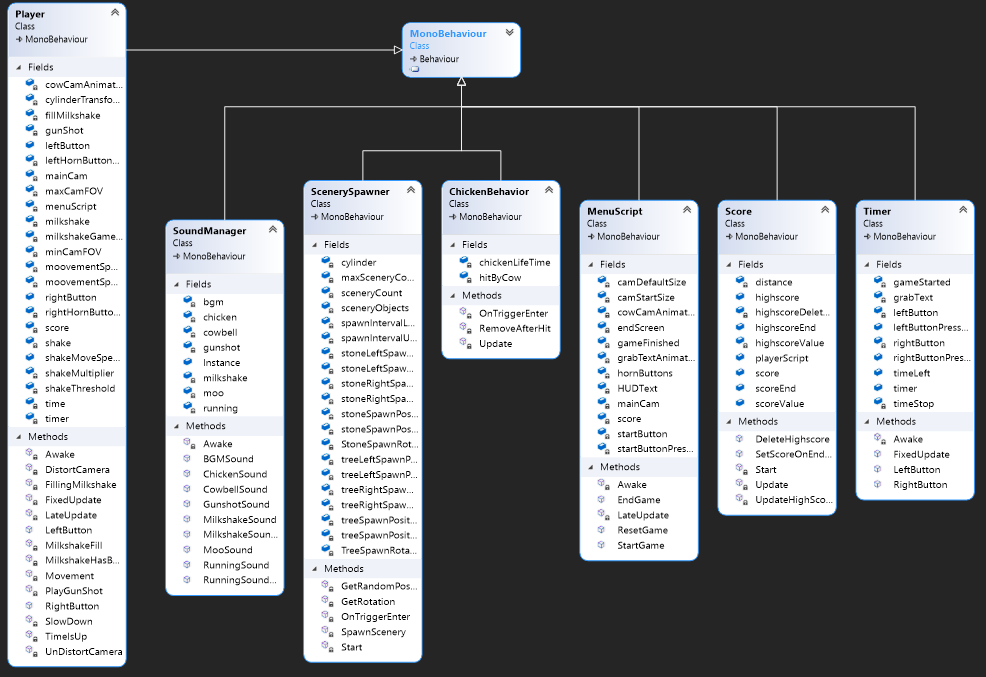 Player
Class
MonoBehaviour
Fields
cowCamAnimat...
cylinderTransfo...
fillMilkshake
gunShot
leftButton
leftHornButton...
mainCam
maxCamFOV
menuScript
milkshake
milkshakeGame...
minCamFOV
moovementSp...
moovementSp...
rightButton
rightHornButto...
score
shake
shakeMoveSpe...
shakeMultiplier
shakeThreshold
time
timer
Methods
Awake
DistortCamera
FillingMilkshake
FixedUpdate
LateUpdate
LeftButton
MilkshakeFill
MilkshakeHasB...
Movement
PlayGunShot
RightButton
SlowDown
TimeIsUp
UnDistortCamera
MonoBehaviour
Class
Behaviour
SoundManager
Class
MonoBehaviour
Fields
bgm
chicken
cowbell
gunshot
Instance
milkshake
moo
running
Methods
Awake
BGMSound
ChickenSound
CowbellSound
GunshotSound
MilkshakeSound
MilkshakeSoun...
MooSound
RunningSound
RunningSound...
ScenerySpawner
Class
MonoBehaviour
Fields
cylinder
maxSceneryCo...
sceneryCount
sceneryObjects
spawnIntervalL...
spawnIntervalU...
stoneLeftSpaw...
stoneLeftSpaw...
stoneRightSpa...
stoneRightSpa...
stoneSpawnPos...
stoneSpawnPos...
StoneSpawnRot...
treeLeftSpawnP...
treeLeftSpawnP...
treeRightSpaw...
treeRightSpaw...
treeSpawnPosit...
treeSpawnPosit...
TreeSpawnRota...
Methods
GetRandomPos...
GetRotation
OnTriggerEnter
SpawnScenery
Start
ChickenBehavior
Class
MonoBehaviour
Fields
chickenLifeTime
hitByCow
Methods
OnTriggerEnter
RemoveAfterHit
Update
MenuScript
Class
MonoBehaviour
Fields
camDefaultSize
camStartSize
cowCamAnimat...
endScreen
gameFinished
grabTextAnimat...
hornButtons
HUDText
mainCam
score
startButton
startButtonPres...
Methods
Awake
EndGame
LateUpdate
ResetGame
StartGame
Score
Class
MonoBehaviour
Fields
distance
highscore
highscoreDelet...
highscoreEnd
highscoreValue
playerScript
score
scoreEnd
scoreValue
Methods
DeleteHighscore
SetScoreOnEnd...
Start
Update
UpdateHighSco...
Timer
Class
MonoBehaviour
Fields
gameStarted
grabText
leftButton
leftButtonPress...
rightButton
rightButtonPres...
timeLeft
timer
timeStop
Methods
Awake
FixedUpdate
LeftButton
RightButton